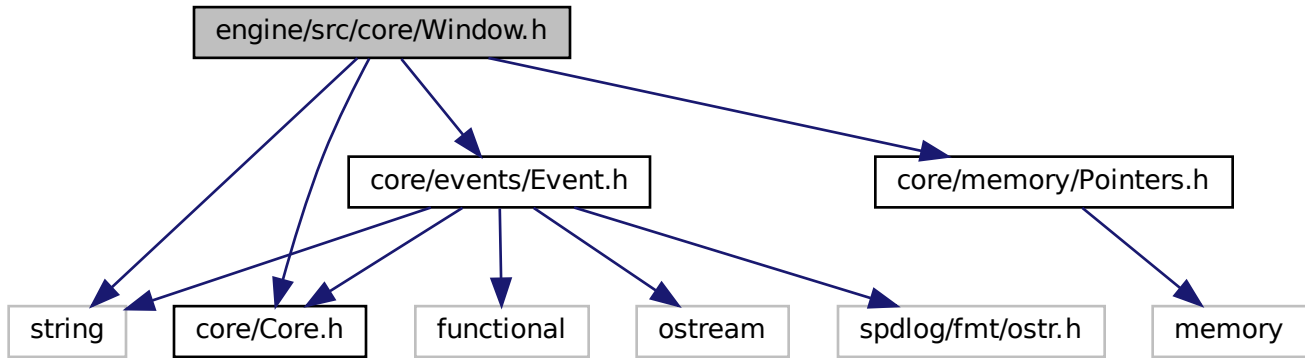 engine/src/core/Window.h
core/events/Event.h
core/memory/Pointers.h
string
core/Core.h
functional
ostream
spdlog/fmt/ostr.h
memory